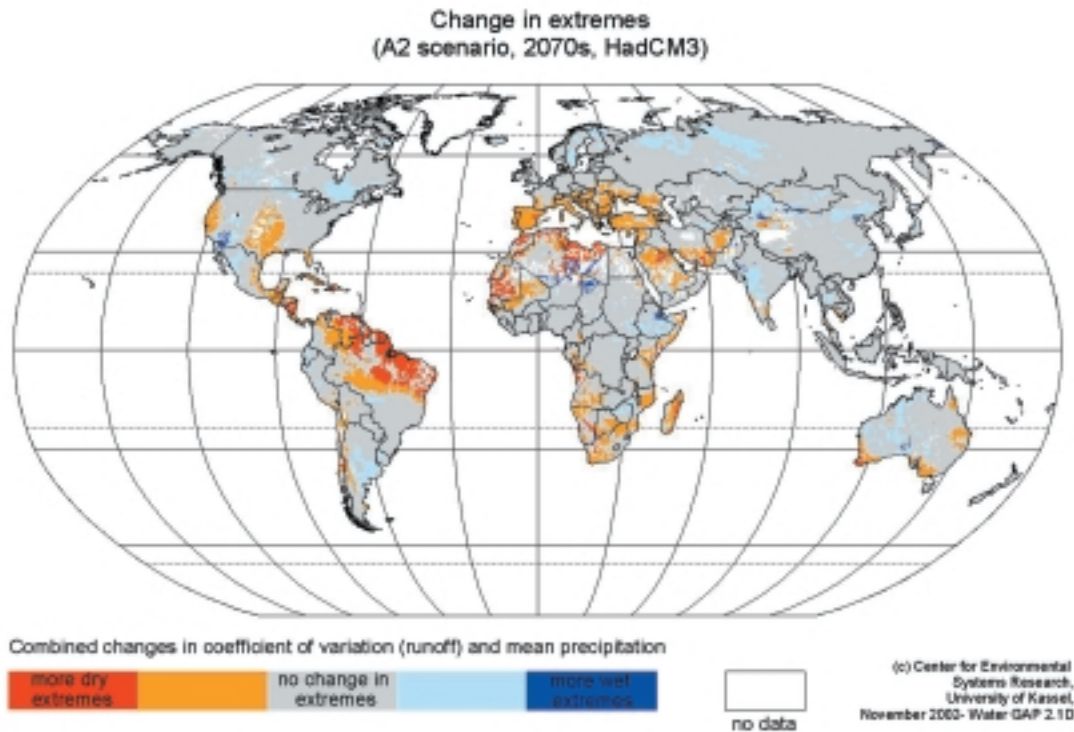 Change in extremes
(A2 scenario, 2070s, HadCM3)
Combined changes in coefficient of variation (runoff) and mean precipitation
more dry
extremes
no change in
extremes
more wet
extremes
no data
(c) Center for Environmental
Systems Research,
University of Kassel,
November 2002- Water GAP 2.1D